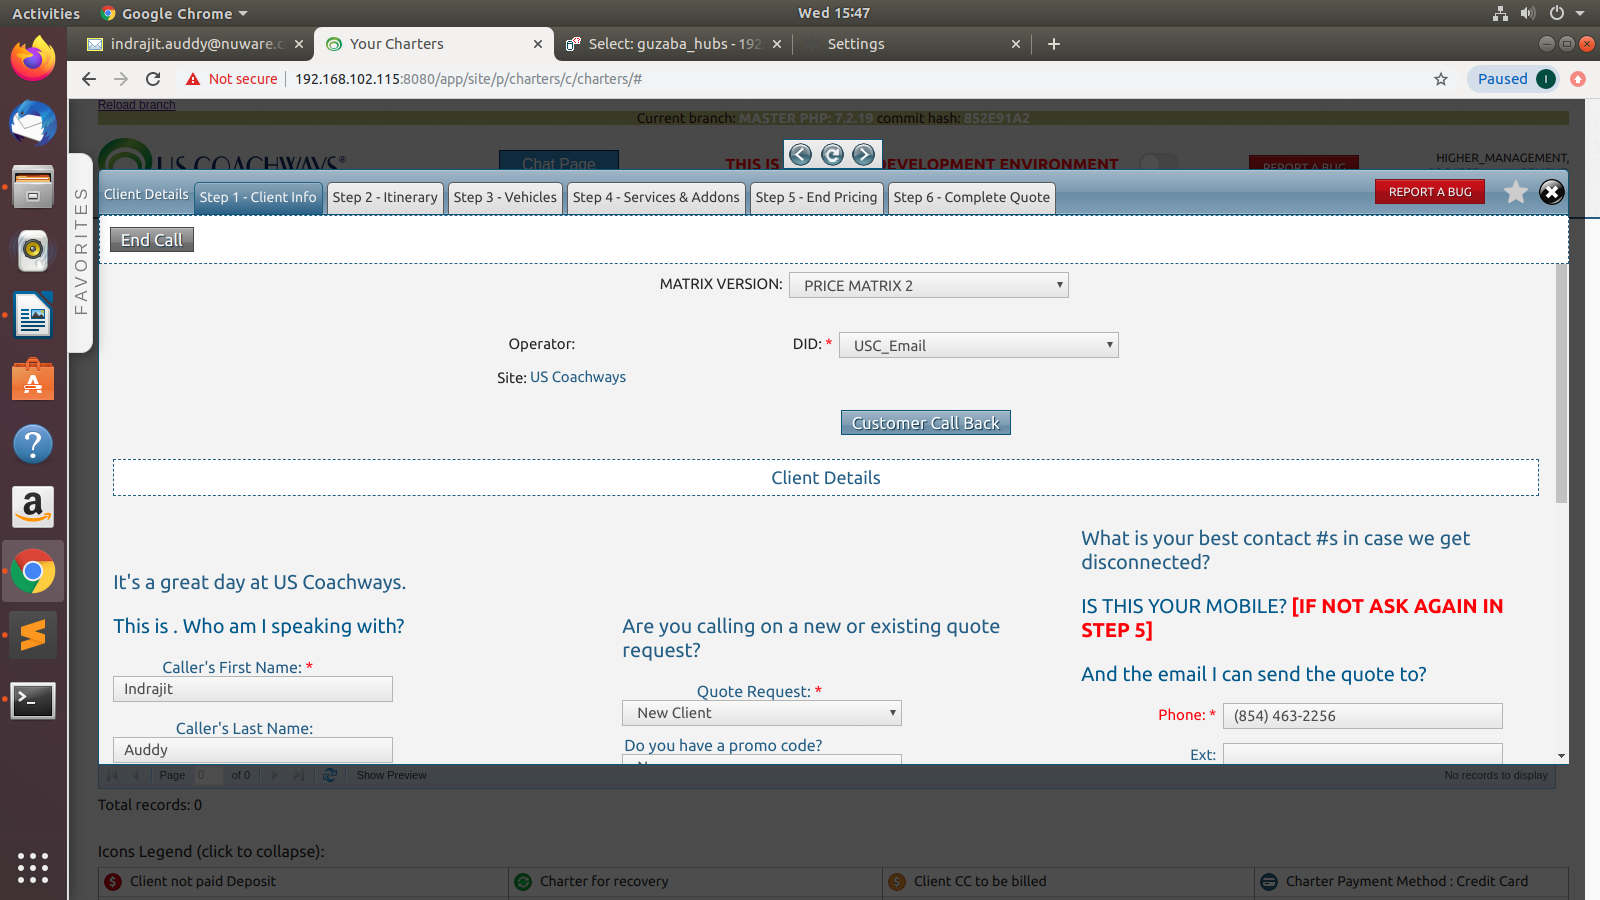 Activities
Google Chrome
Wed 15:47
indrajit.auddy@nuware.c
Your Charters
Select: guzaba_hubs - 192
Settings
Not secure
192.168.102.115:8080/app/site/p/charters/c/charters/#
Paused
I
Reload branch
Current branch: MASTER PHP: 7.2.19 commit hash: 852E91A2
US COACHWAYS®
Chat Page
THIS IS
DEVELOPMENT ENVIRONMENT
REPORT A BUG
HIGHER_MANAGEMENT,
FAVORITES
Client Details
Step 1 - Client Info
Step 2 - Itinerary
Step 3 - Vehicles
Step 4 - Services & Addons
Step 5 - End Pricing
Step 6 - Complete Quote
REPORT A BUG
End Call
MATRIX VERSION:
PRICE MATRIX 2
Operator:
DID: *
USC_Email
Site: US Coachways
Customer Call Back
Client Details
It's a great day at US Coachways.
This is . Who am I speaking with?
Caller's First Name: *
Indrajit
Caller's Last Name:
Auddy
Are you calling on a new or existing quote
request?
Quote Request: *
New Client
Do you have a promo code?
What is your best contact #s in case we get
disconnected?
IS THIS YOUR MOBILE? [IF NOT ASK AGAIN IN
STEP 5]
And the email I can send the quote to?
Phone: *
(854) 463-2256
Ext:
Page
0
of 0
Show Preview
No records to display
Total records: 0
Icons Legend (click to collapse):
Client not paid Deposit
Charter for recovery
Client CC to be billed
Charter Payment Method : Credit Card